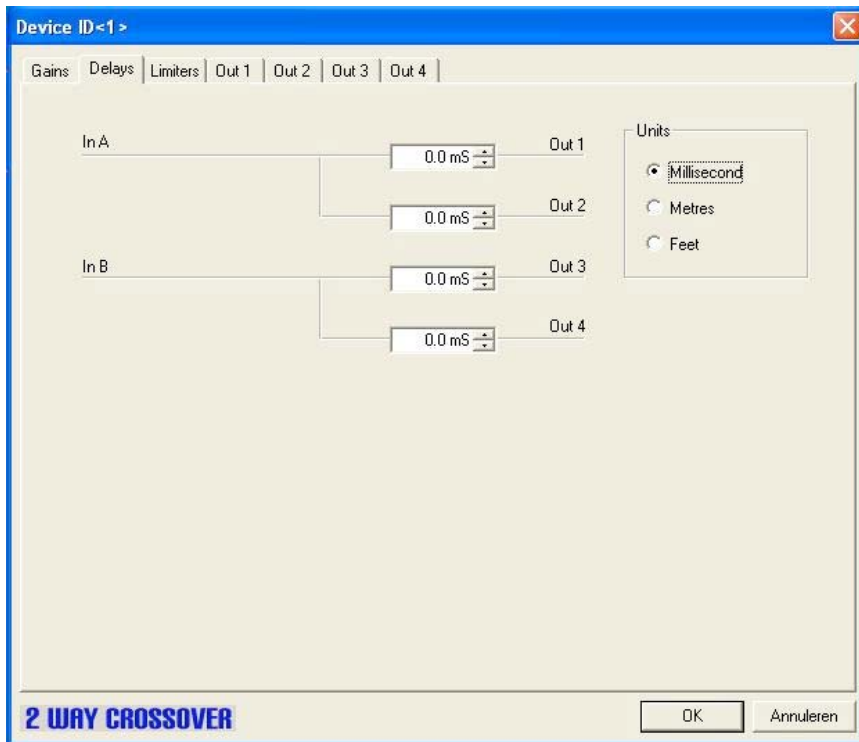 Device ID<1>
Gains Delays Limiters Out 1 Out 2 Out 3 Out 4
In A
0.0 mS
Out 1
0.0 mS
Out 2
In B
0.0 mS
Out 3
0.0 mS
Out 4
Units
Millisecond
Metres
Feet
2 WAY CROSSOVER
OK
Annuleren